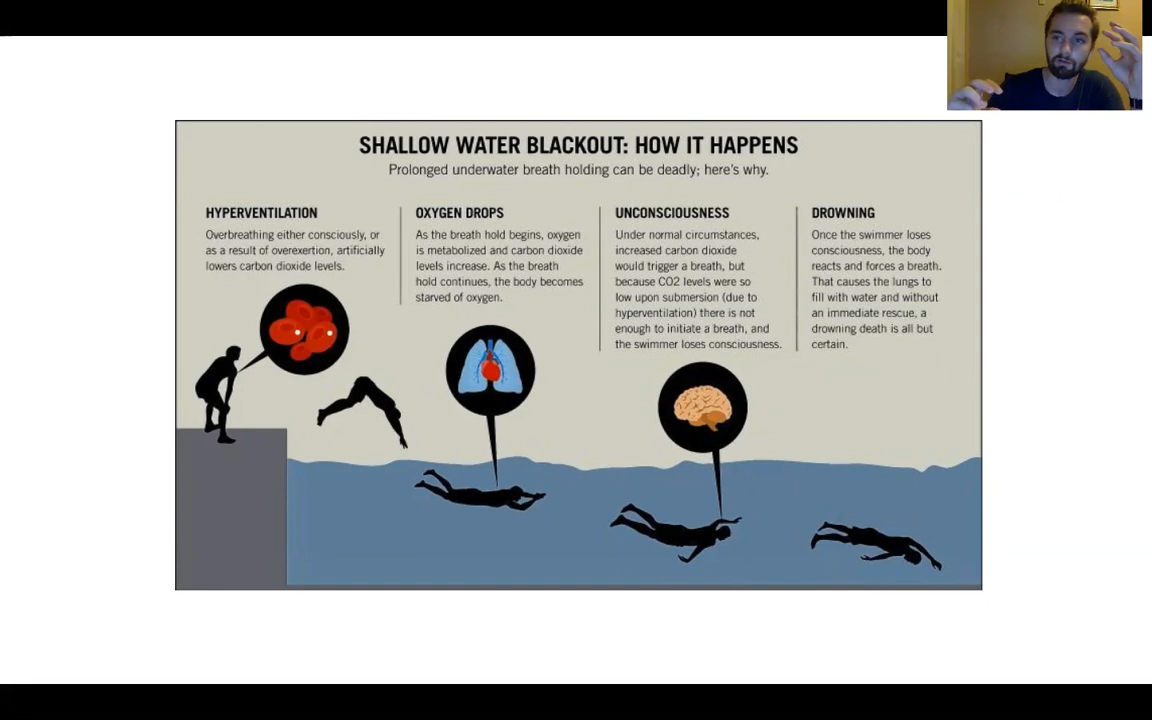 SHALLOW WATER BLACKOUT: HOW IT HAPPENS
Prolonged underwater breath holding can be deadly; here's why.
HYPERVENTILATION
Overbreathing either consciously, or
as a result of overexertion, artificially
lowers carbon dioxide levels.
OXYGEN DROPS
As the breath hold begins, oxygen
is metabolized and carbon dioxide
levels increase. As the breath
hold continues, the body becomes
starved of oxygen.
UNCONSCIOUSNESS
Under normal circumstances,
increased carbon dioxide
would trigger a breath, but
because CO2 levels were so
low upon submersion (due to
hyperventilation) there is not
enough to initiate a breath, and
the swimmer loses consciousness.
DROWNING
Once the swimmer loses
consciousness, the body
reacts and forces a breath.
That causes the lungs to
fill with water and without
an immediate rescue, a
drowning death is all but
certain.